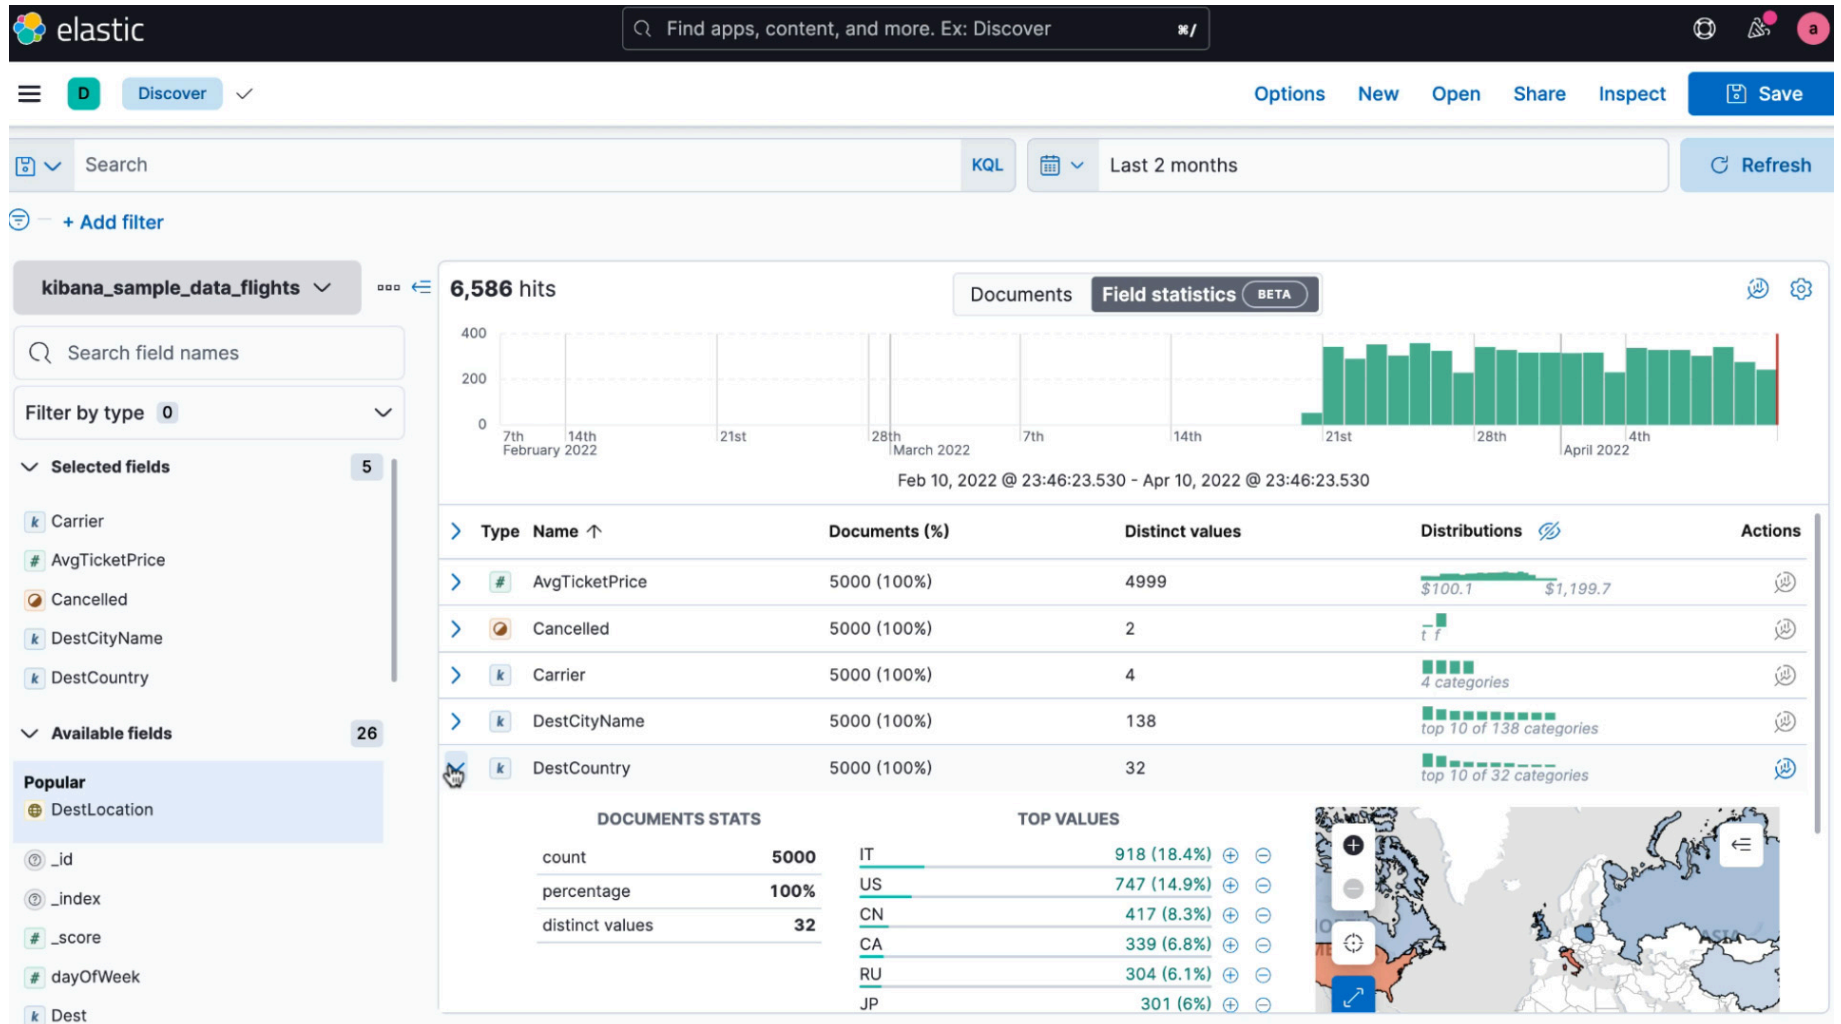 elastic
Find apps, content, and more. Ex: Discover ⌘/
a
D Discover Options New Open Share Inspect Save
Search KQL Last 2 months Refresh
+ Add filter
kibana_sample_data_flights
Search field names
Filter by type 0
Selected fields 5
k Carrier
# AvgTicketPrice
Cancelled
k DestCityName
k DestCountry
Available fields 26
Popular
DestLocation
_id
_index
# _score
# dayOfWeek
k Dest
6,586 hits Documents Field statistics BETA
400
200
0
7th 14th 21st 28th 7th 14th 21st 28th 4th
February 2022 March 2022 April 2022
Feb 10, 2022 @ 23:46:23.530 - Apr 10, 2022 @ 23:46:23.530
Type Name ↑ Documents (%) Distinct values Distributions Actions
# AvgTicketPrice 5000 (100%) 4999 $100.1 $1,199.7
Cancelled 5000 (100%) 2 t f
k Carrier 5000 (100%) 4 4 categories
k DestCityName 5000 (100%) 138 top 10 of 138 categories
k DestCountry 5000 (100%) 32 top 10 of 32 categories
DOCUMENTS STATS TOP VALUES
count 5000
percentage 100%
distinct values 32
IT 918 (18.4%)
US 747 (14.9%)
CN 417 (8.3%)
CA 339 (6.8%)
RU 304 (6.1%)
JP 301 (6%)
ASIA